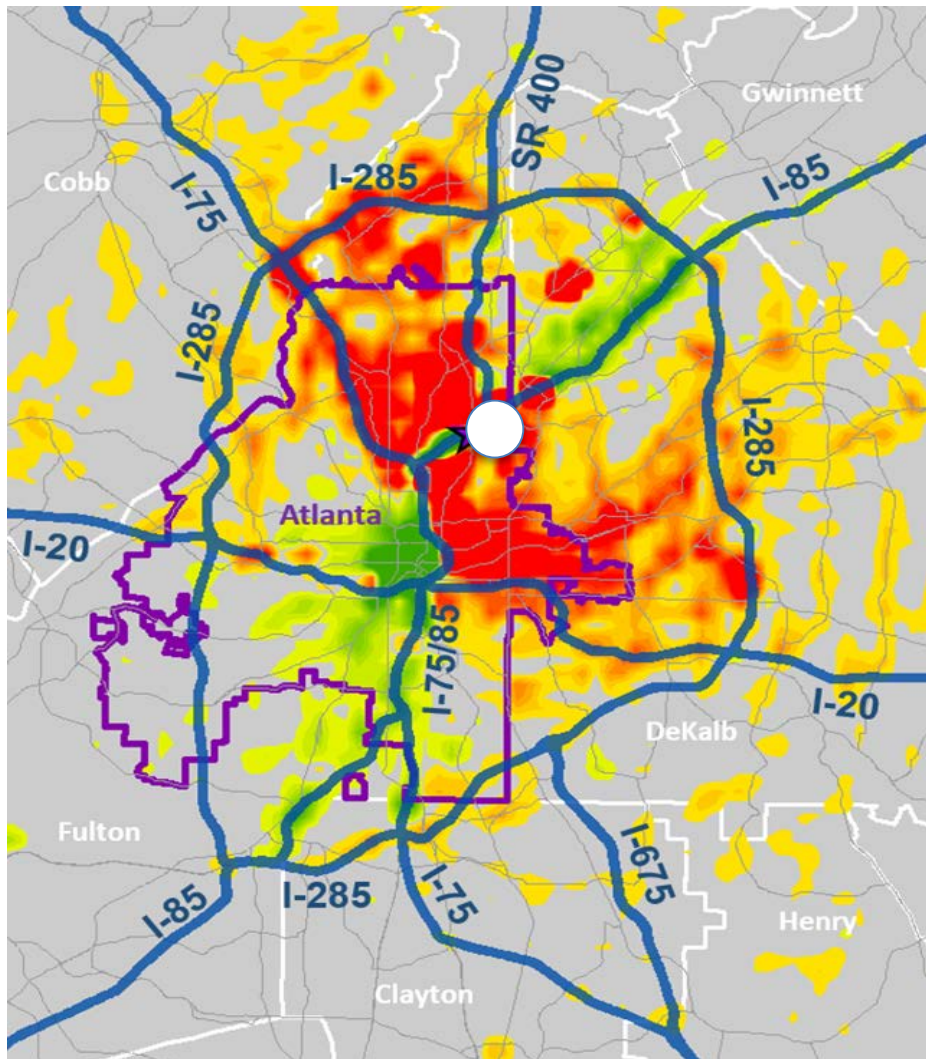 SR 400
Gwinnett
I-285
I-85
Cobb
I-75
I-285
I-285
Atlanta
I-20
I-75/85
I-20
DeKalb
Fulton
I-675
I-285
I-75
I-85
Henry
Clayton